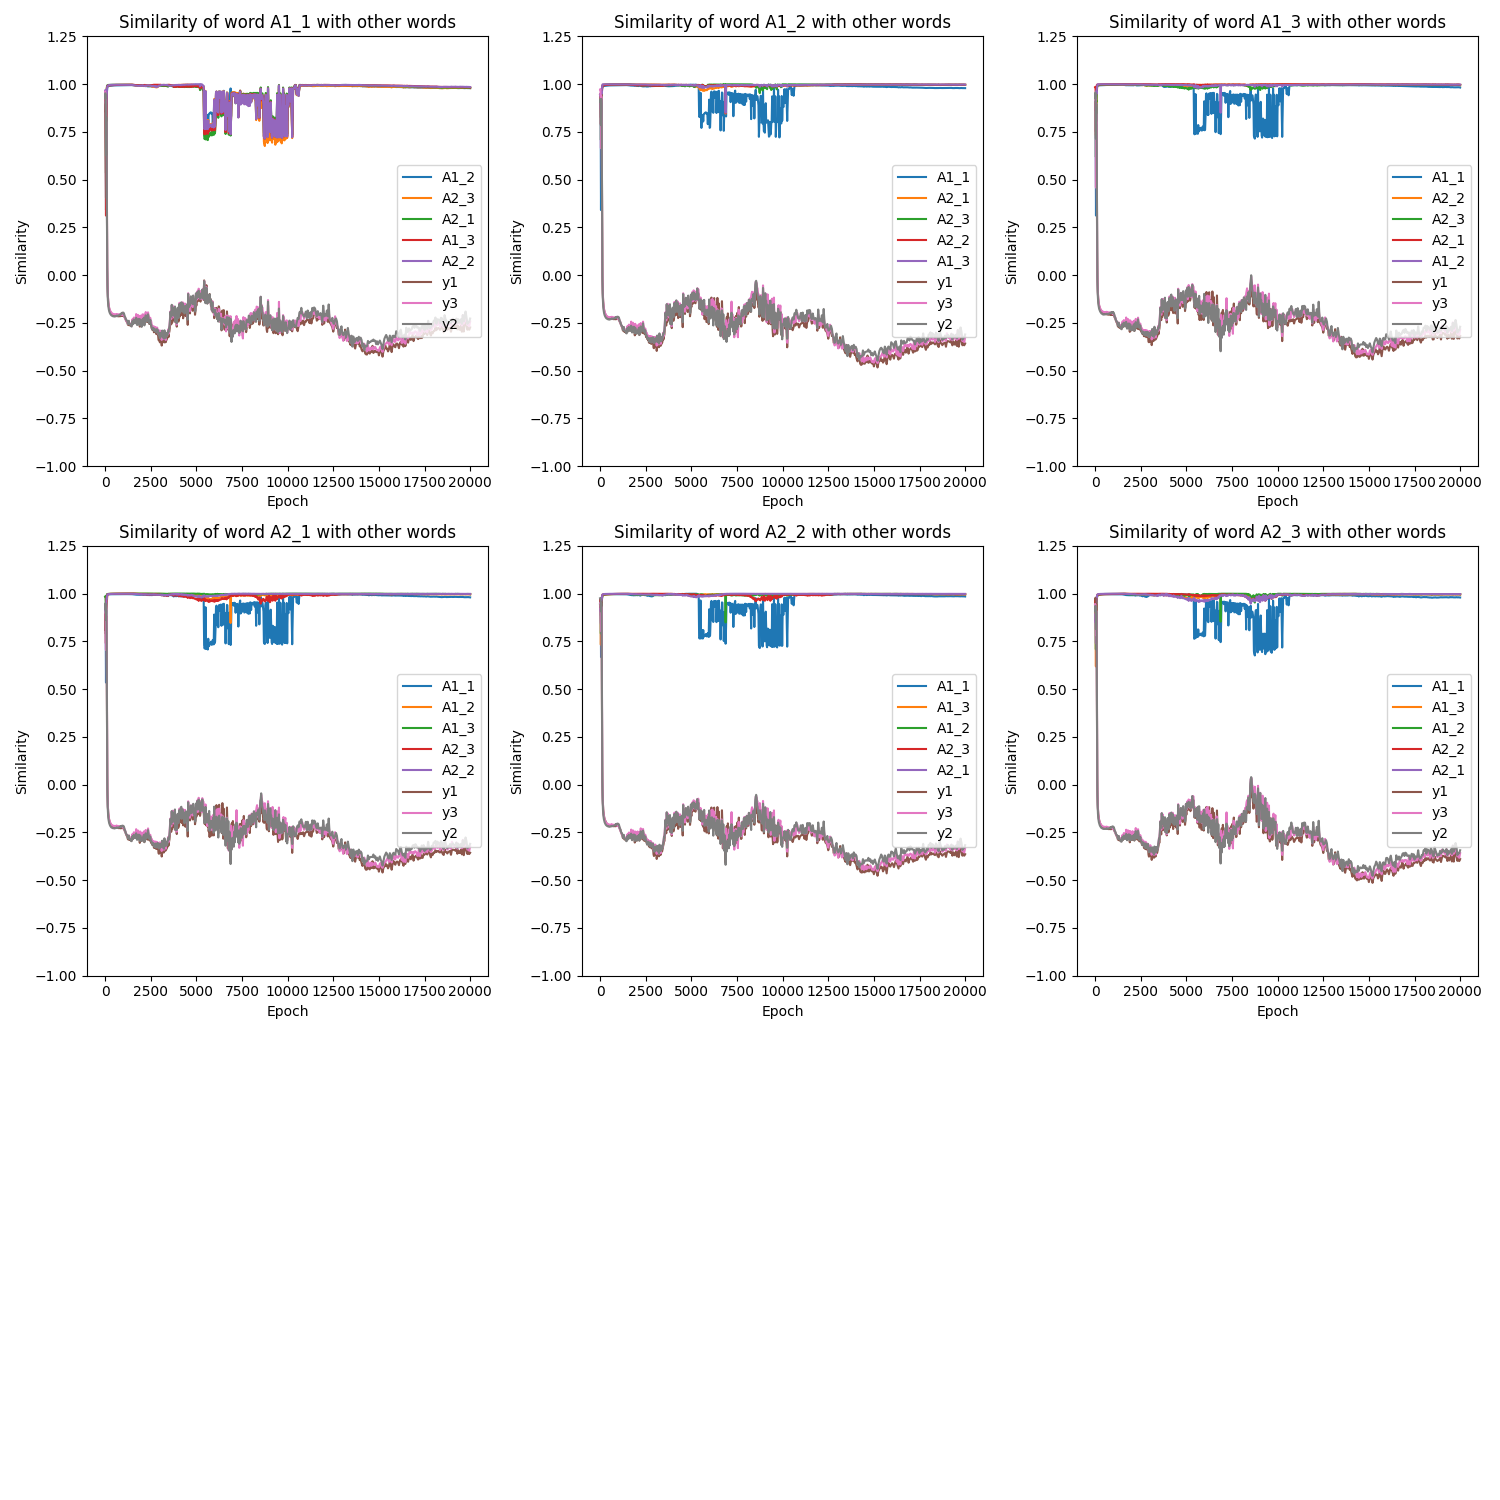 Similarity of word A1_1 with other words
1.25
1.00
0.75
0.50
0.25
0.00
−0.25
−0.50
−0.75
−1.00
Similarity
A1_2
A2_3
A2_1
A1_3
A2_2
y1
y3
y2
0 2500 5000 7500 10000 12500 15000 17500 20000
Epoch
Similarity of word A1_2 with other words
1.25
1.00
0.75
0.50
0.25
0.00
−0.25
−0.50
−0.75
−1.00
Similarity
A1_1
A2_1
A2_3
A2_2
A1_3
y1
y3
y2
0 2500 5000 7500 10000 12500 15000 17500 20000
Epoch
Similarity of word A1_3 with other words
1.25
1.00
0.75
0.50
0.25
0.00
−0.25
−0.50
−0.75
−1.00
Similarity
A1_1
A2_2
A2_3
A2_1
A1_2
y1
y3
y2
0 2500 5000 7500 10000 12500 15000 17500 20000
Epoch
Similarity of word A2_1 with other words
1.25
1.00
0.75
0.50
0.25
0.00
−0.25
−0.50
−0.75
−1.00
Similarity
A1_1
A1_2
A1_3
A2_3
A2_2
y1
y3
y2
0 2500 5000 7500 10000 12500 15000 17500 20000
Epoch
Similarity of word A2_2 with other words
1.25
1.00
0.75
0.50
0.25
0.00
−0.25
−0.50
−0.75
−1.00
Similarity
A1_1
A1_3
A1_2
A2_3
A2_1
y1
y3
y2
0 2500 5000 7500 10000 12500 15000 17500 20000
Epoch
Similarity of word A2_3 with other words
1.25
1.00
0.75
0.50
0.25
0.00
−0.25
−0.50
−0.75
−1.00
Similarity
A1_1
A1_3
A1_2
A2_2
A2_1
y1
y3
y2
0 2500 5000 7500 10000 12500 15000 17500 20000
Epoch